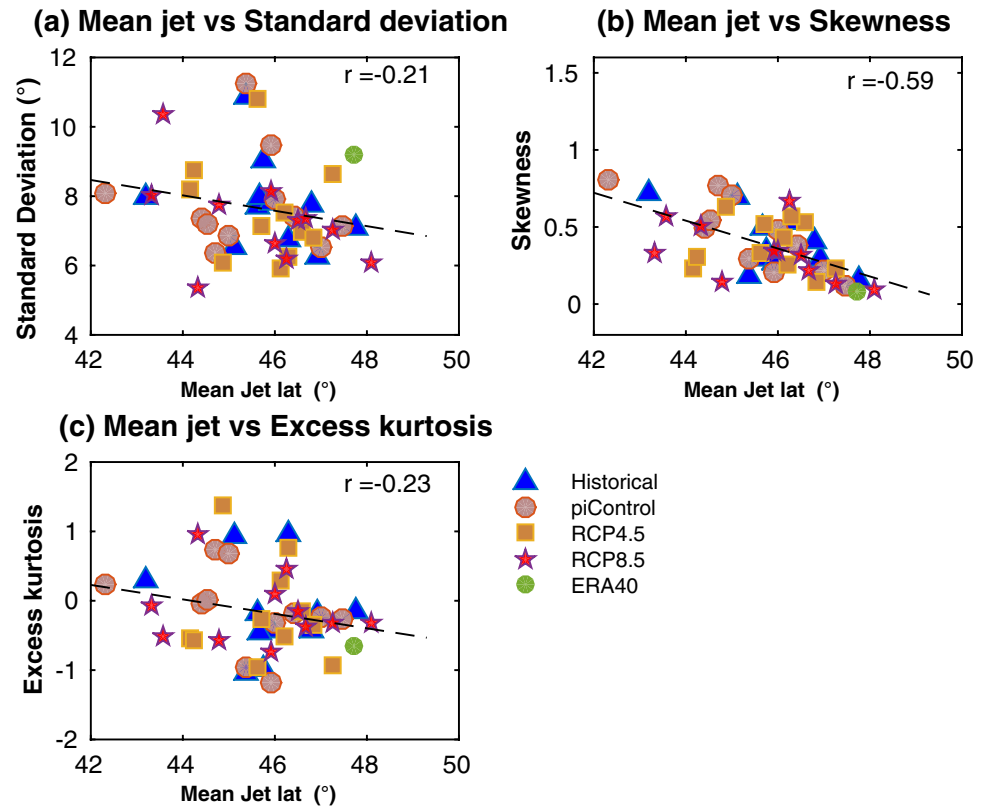 (a) Mean jet vs Standard deviation
12
10
8
6
4
Standard Deviation (°)
r =-0.21
42 44 46 48 50
Mean Jet lat (°)
(b) Mean jet vs Skewness
1.5
1
0.5
0
Skewness
r =-0.59
42 44 46 48 50
Mean Jet lat (°)
(c) Mean jet vs Excess kurtosis
2
1
0
-1
-2
Excess kurtosis
r =-0.23
42 44 46 48 50
Mean Jet lat (°)
Historical
piControl
RCP4.5
RCP8.5
ERA40